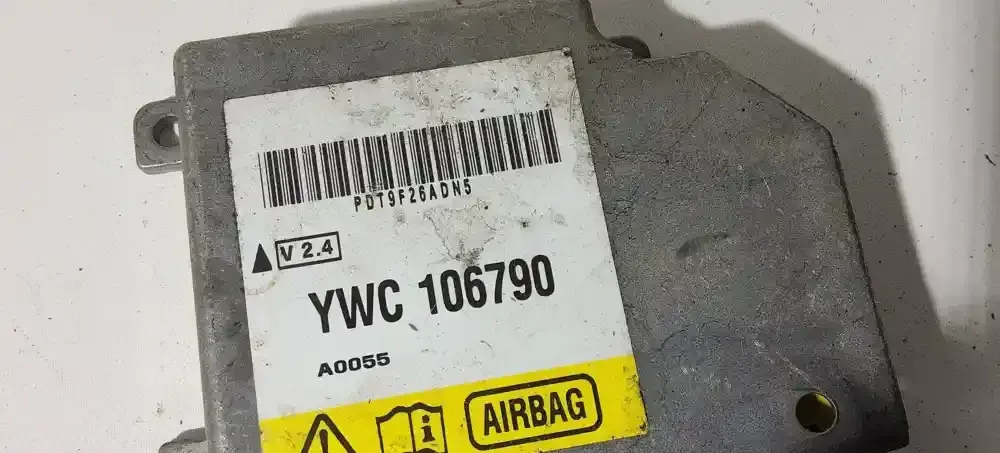 PDT9F26ADN5
V 2.4
YWC 106790
A0055
i AIRBAG